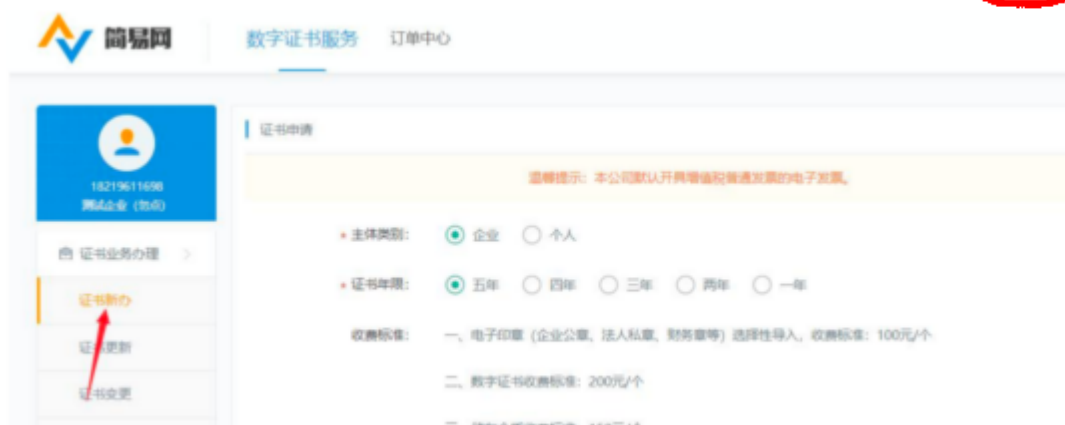 简易网
数字证书服务 订单中心
证书申请
温馨提示：本公司默认开具增值税普通发票的电子发票。
18219611698
测试企业（勿动）
* 主体类别： 企业 个人
证书业务办理 >
* 证书年限： 五年 四年 三年 两年 一年
证书新办
收费标准： 一、电子印章（企业公章、法人私章、财务章等）选择性导入，收费标准：100元/个
证书更新
二、数字证书收费标准：200元/个
证书变更